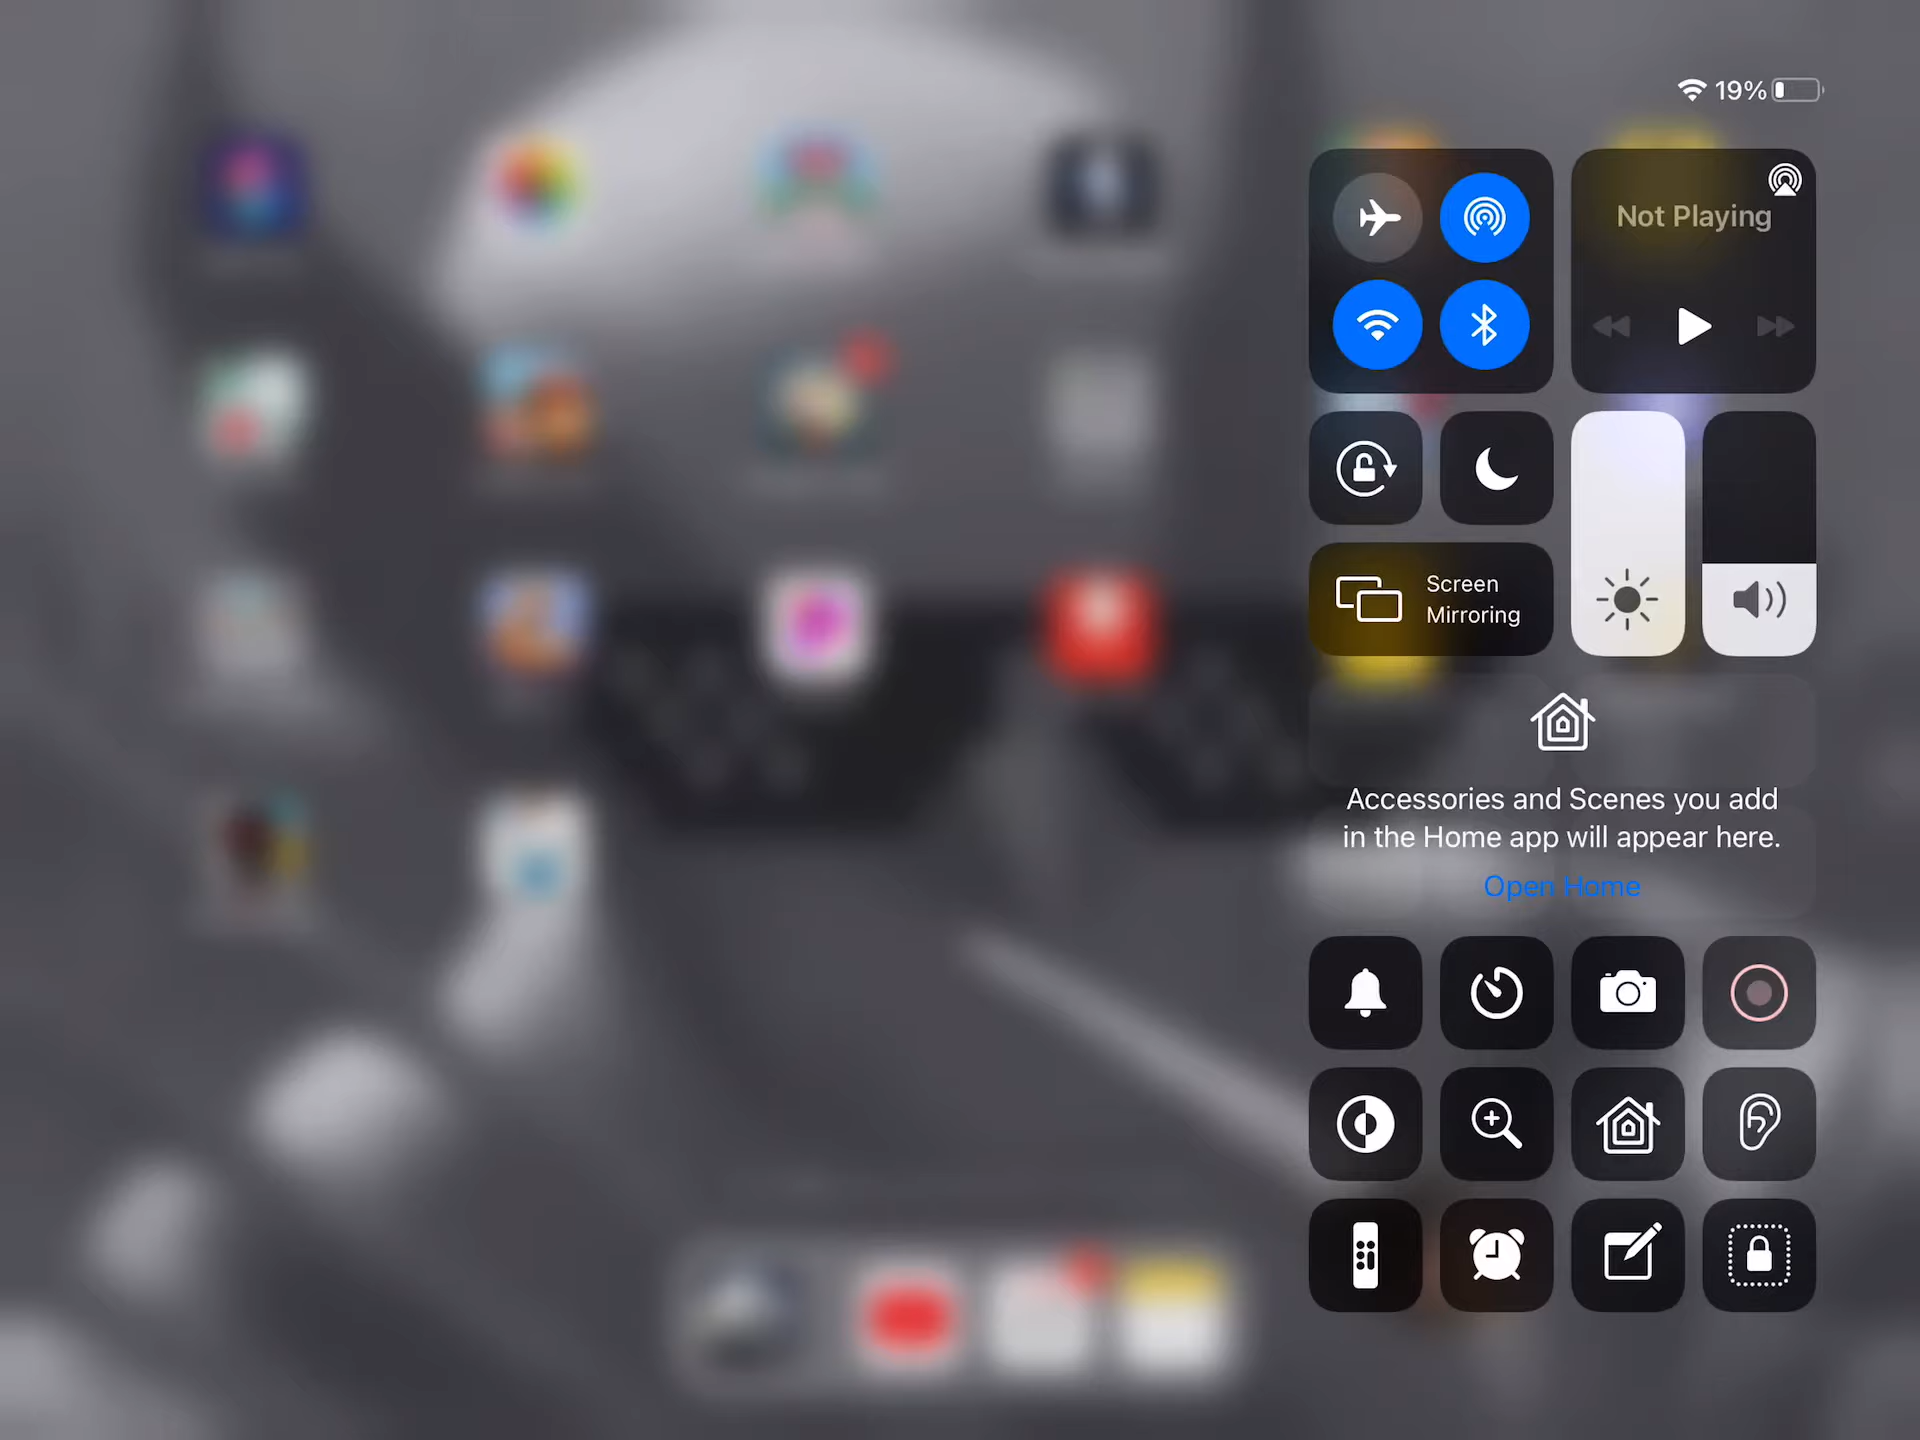 19%
Not Playing
Screen
Mirroring
Accessories and Scenes you add
in the Home app will appear here.
Open Home